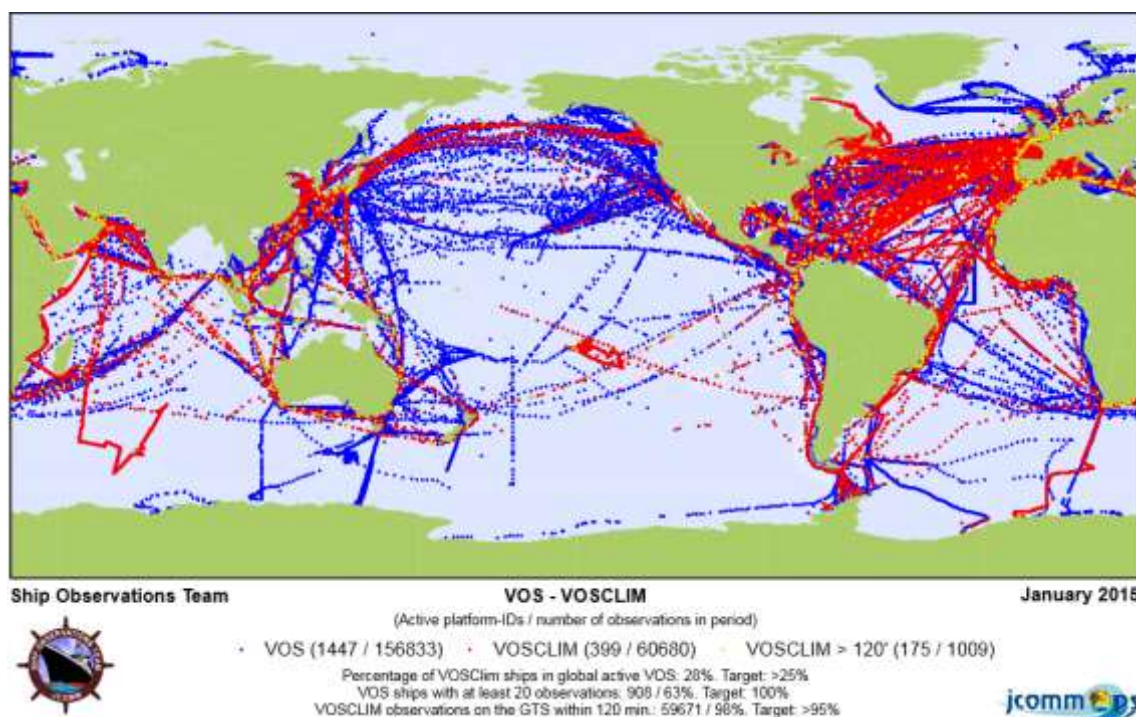 Ship Observations Team VOS - VOSCLIM January 2015
(Active platform-IDs / number of observations in period)
VOS (1447 / 156833) VOSCLIM (399 / 60680) VOSCLIM > 120' (175 / 1009)
Percentage of VOSClim ships in global active VOS: 28%. Target: >25%
VOS ships with at least 20 observations: 908 / 63%. Target: 100%
VOSCLIM observations on the GTS within 120 min.: 59671 / 98%. Target: >95%
jcommops